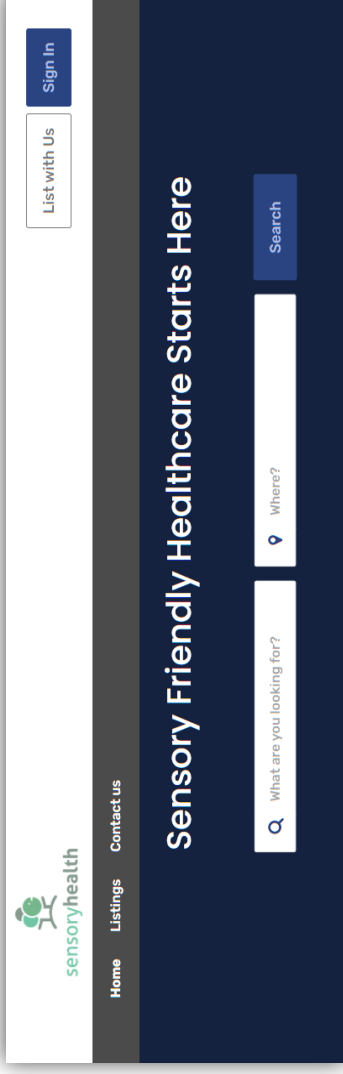 sensoryhealth
List with Us
Sign In
Home Listings Contact us
Sensory Friendly Healthcare Starts Here
What are you looking for?
Where?
Search